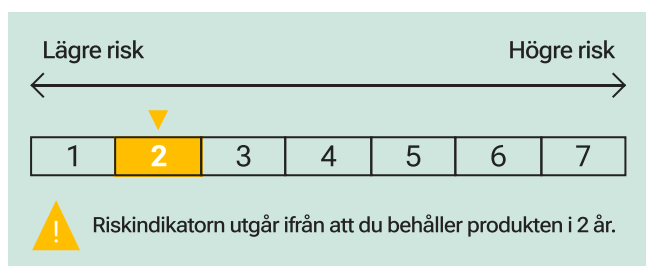 Lägre risk Högre risk
1 2 3 4 5 6 7
! Riskindikatorn utgår ifrån att du behåller produkten i 2 år.